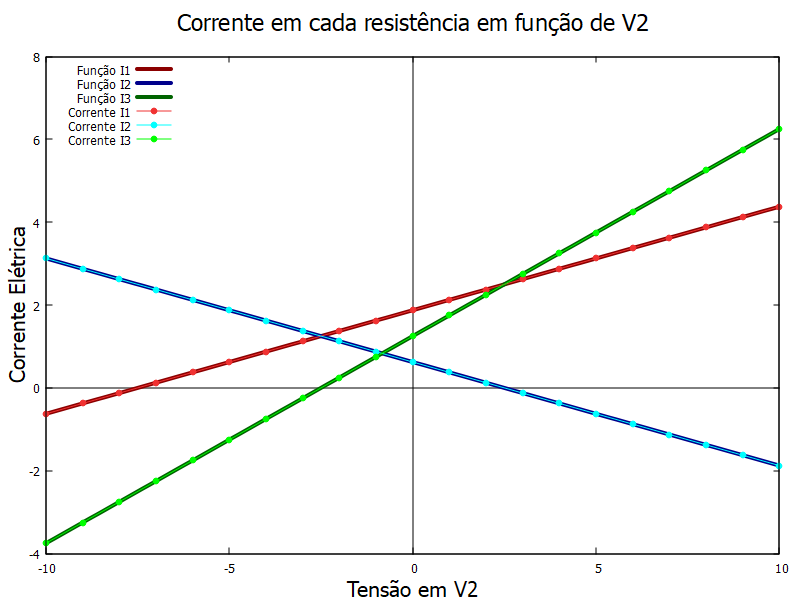 Corrente em cada resistência em função de V2
Função I1
Função I2
Função I3
Corrente I1
Corrente I2
Corrente I3
8
6
4
2
0
-2
-4
Corrente Elétrica
-10
-5
0
5
10
Tensão em V2